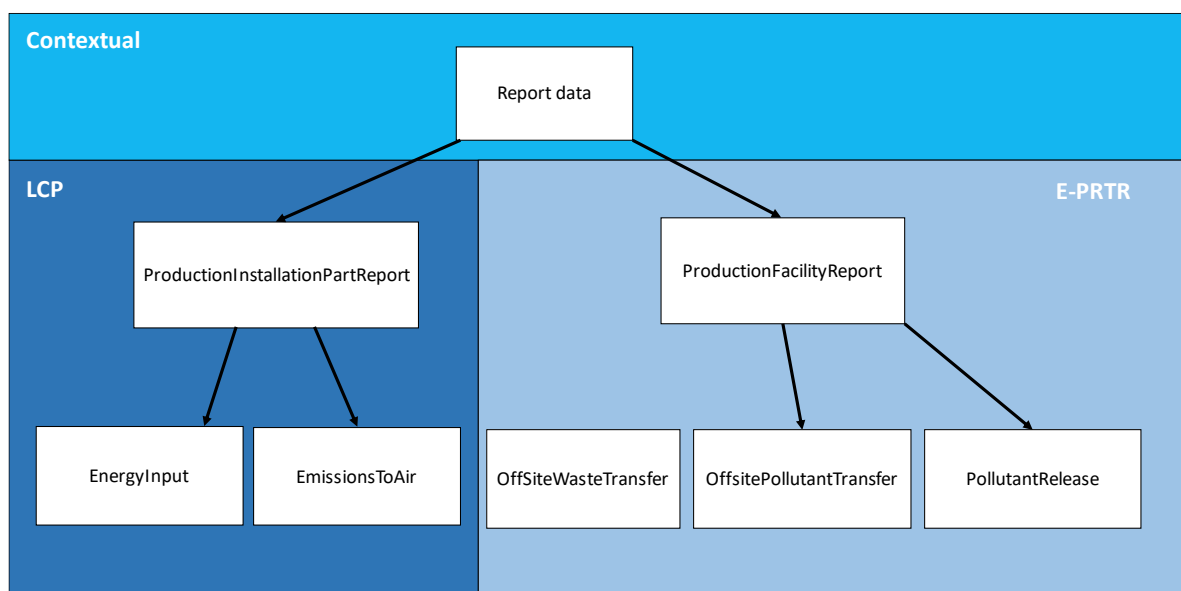 Contextual
Report data
LCP
E-PRTR
ProductionInstallationPartReport
ProductionFacilityReport
EnergyInput
EmissionsToAir
OffSiteWasteTransfer
OffsitePollutantTransfer
PollutantRelease